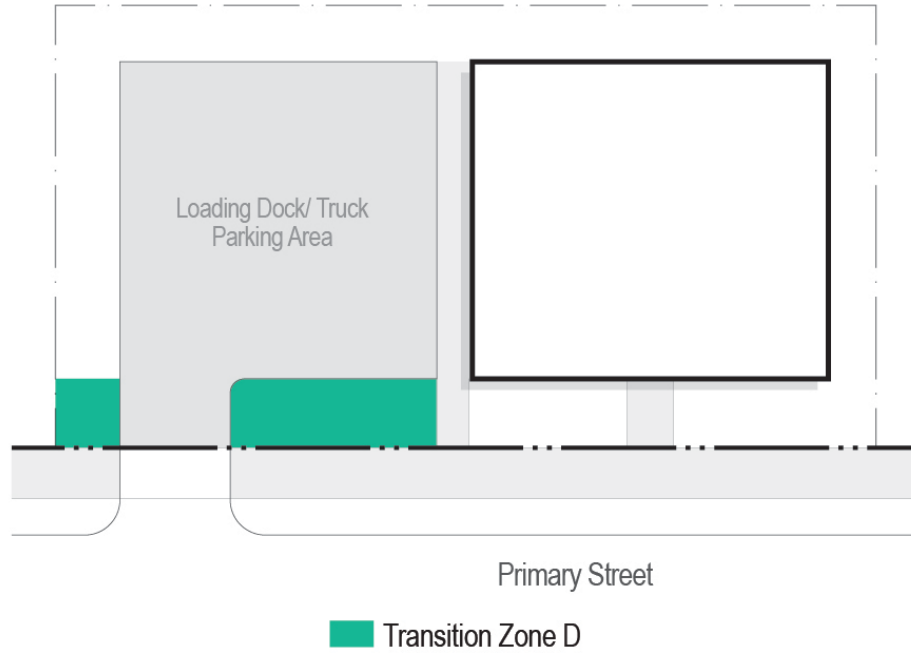 Loading Dock/ Truck
Parking Area
Primary Street
Transition Zone D